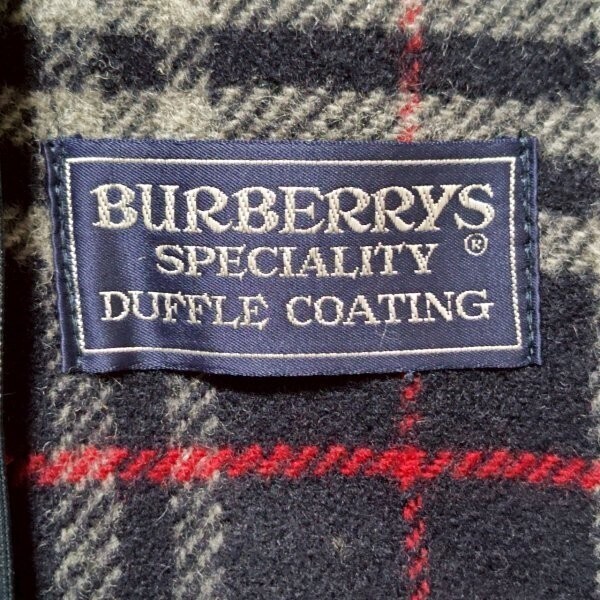 BURBERRYS
SPECIALITY ®
DUFFLE COATING